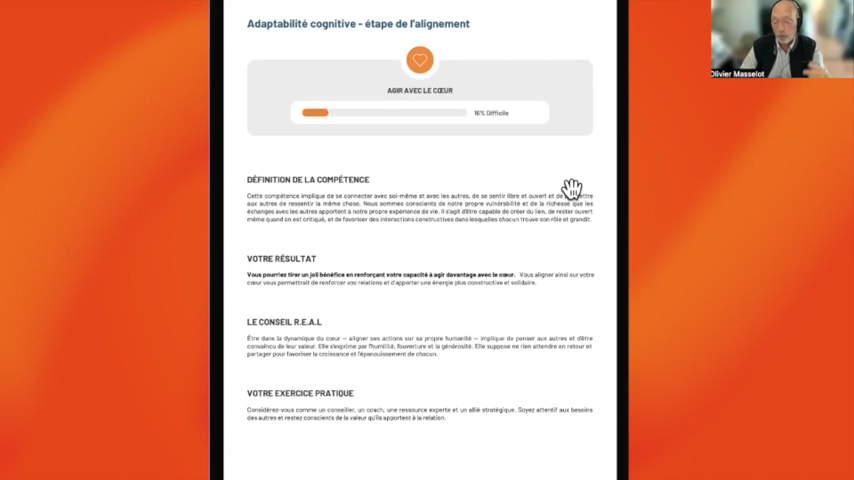 Adaptabilité cognitive - étape de l'alignement
Olivier Masselot
AGIR AVEC LE CŒUR
16% Difficile
DÉFINITION DE LA COMPÉTENCE
Cette compétence implique de se connecter avec soi-même et avec les autres, de se sentir libre et ouvert et de
aux autres de ressentir la même chose. Nous sommes conscients de notre propre vulnérabilité et de la richesse que les
échanges avec les autres apportent à notre propre expérience de vie. Il s'agit d'être capable de créer du lien, de rester ouvert
même quand on est critiqué, et de favoriser des interactions constructives dans lesquelles chacun trouve son rôle et grandit.
VOTRE RÉSULTAT
Vous pourriez tirer un joli bénéfice en renforçant votre capacité à agir davantage avec le cœur. Vous aligner ainsi sur votre
cœur vous permettrait de renforcer vos relations et d'apporter une énergie plus constructive et solidaire.
LE CONSEIL R.E.A.L
Être dans la dynamique du cœur — aligner ses actions sur sa propre humanité — implique de penser aux autres et d'être
convaincu de leur valeur. Elle s'exprime par l'humilité, l'ouverture et la générosité. Elle suppose ne rien attendre en retour et
partager pour favoriser la croissance et l'épanouissement de chacun.
VOTRE EXERCICE PRATIQUE
Considérez-vous comme un conseiller, un coach, une ressource experte et un allié stratégique. Soyez attentif aux besoins
des autres et restez conscients de la valeur qu'ils apportent à la relation.